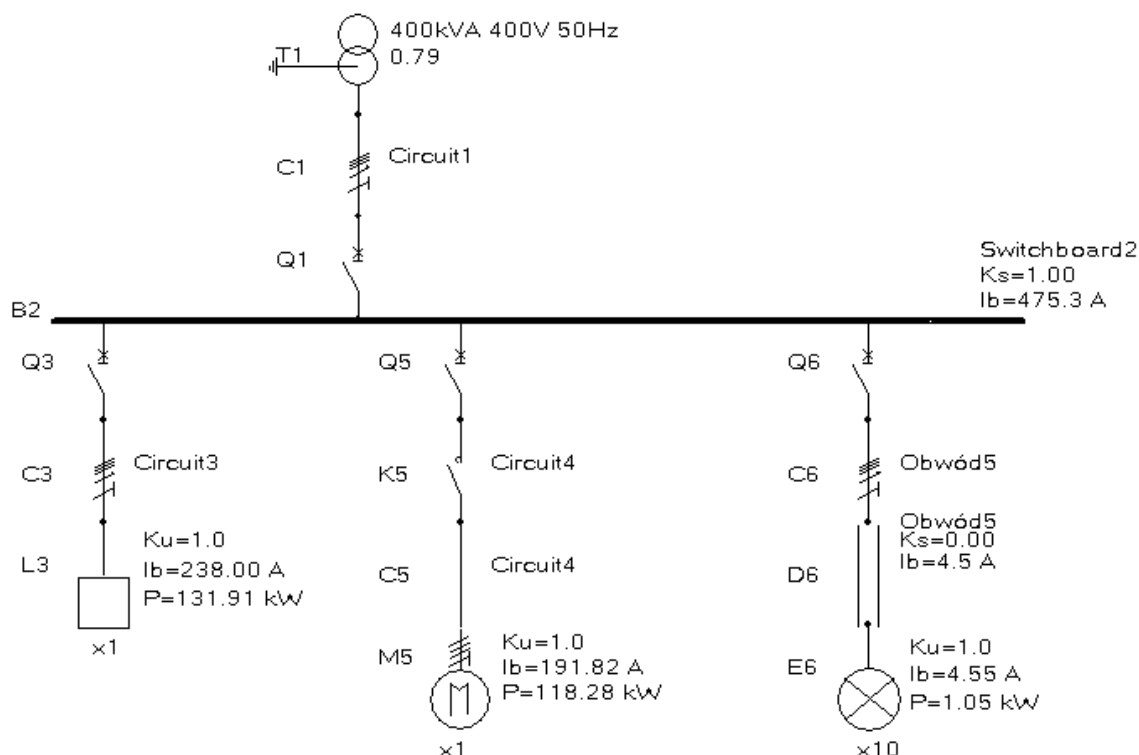 400kVA 400V 50Hz
T1
0.79
C1
Circuit1
Q1
Switchboard2
Ks=1.00
Ib=475.3 A
B2
Q3
Q5
Q6
C3
Circuit3
K5
Circuit4
C6
Obwód5
L3
Ku=1.0
Ib=238.00 A
P=131.91 kW
x1
C5
Circuit4
D6
Obwód5
Ks=0.00
Ib=4.5 A
M5
Ku=1.0
Ib=191.82 A
P=118.28 kW
M
x1
E6
Ku=1.0
Ib=4.55 A
P=1.05 kW
x10